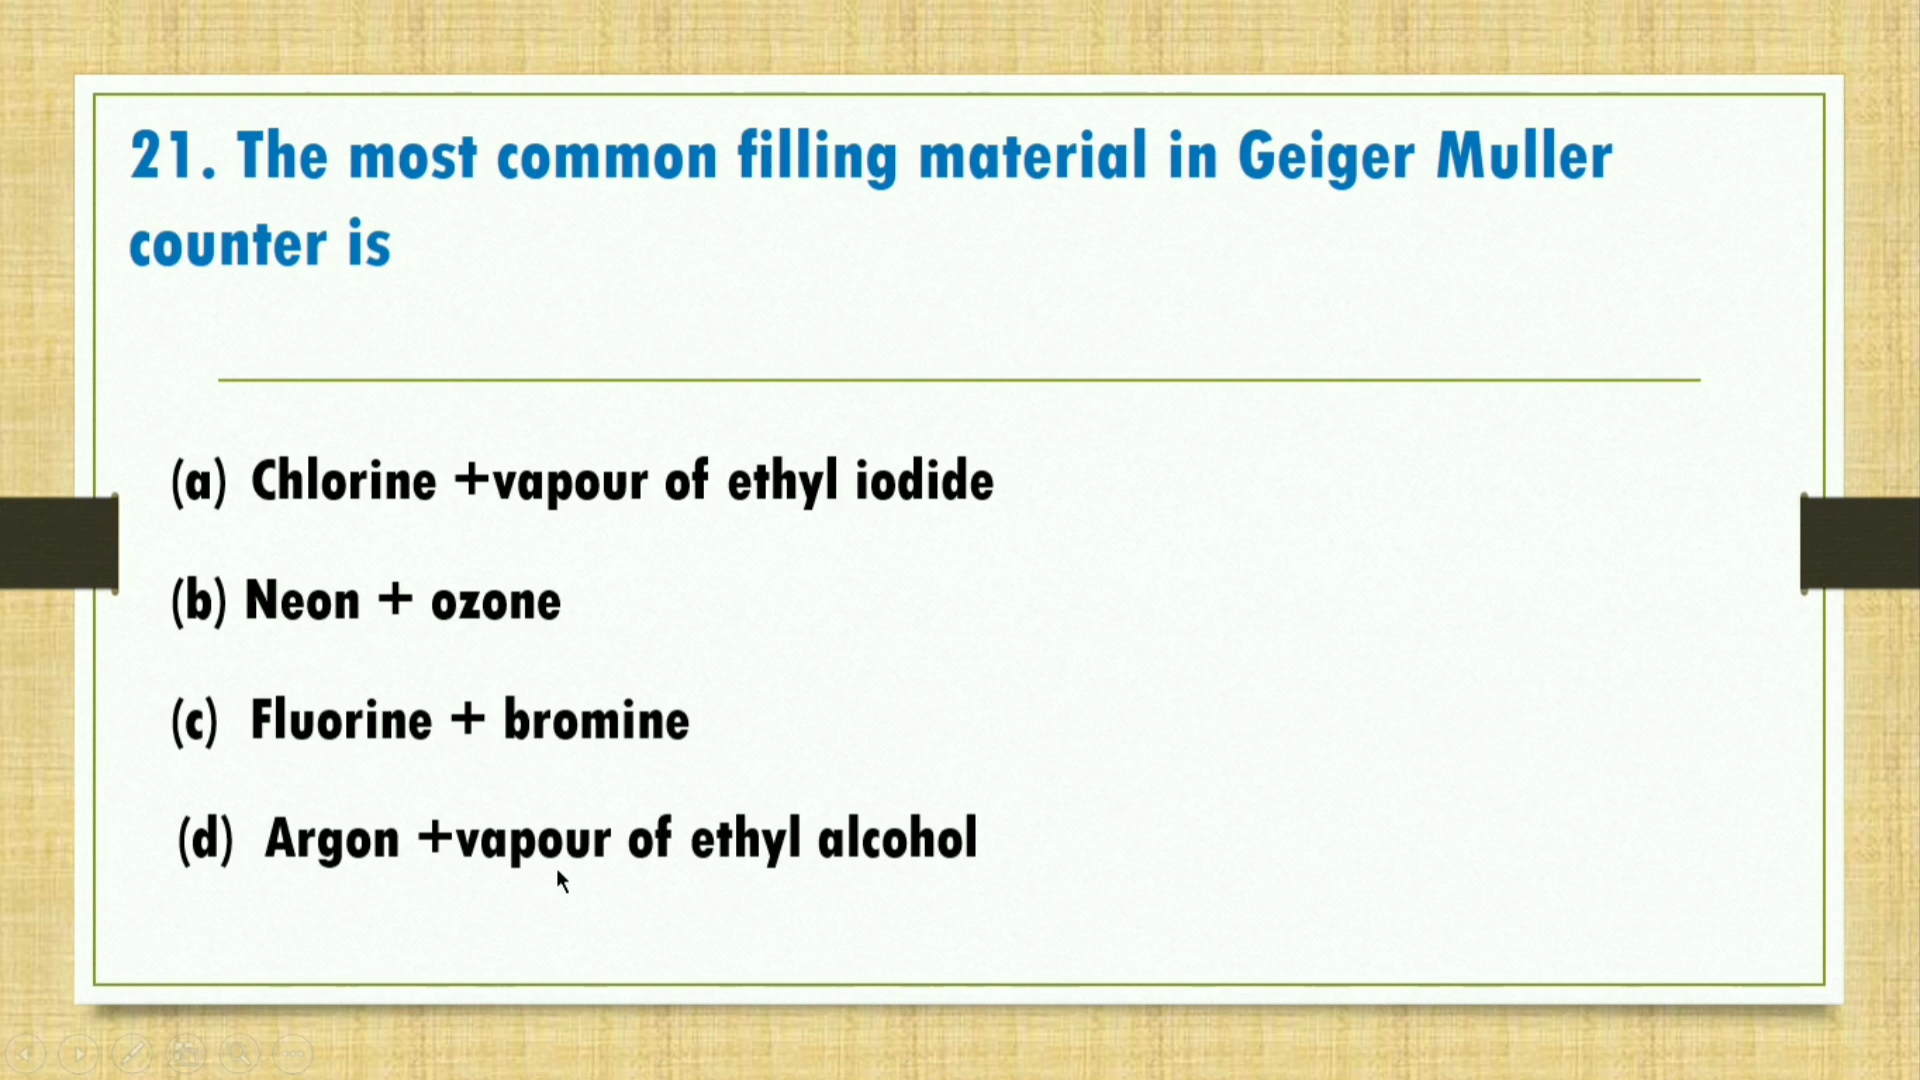 21. The most common filling material in Geiger Muller
counter is
(a) Chlorine +vapour of ethyl iodide
(b) Neon + ozone
(c) Fluorine + bromine
(d) Argon +vapour of ethyl alcohol